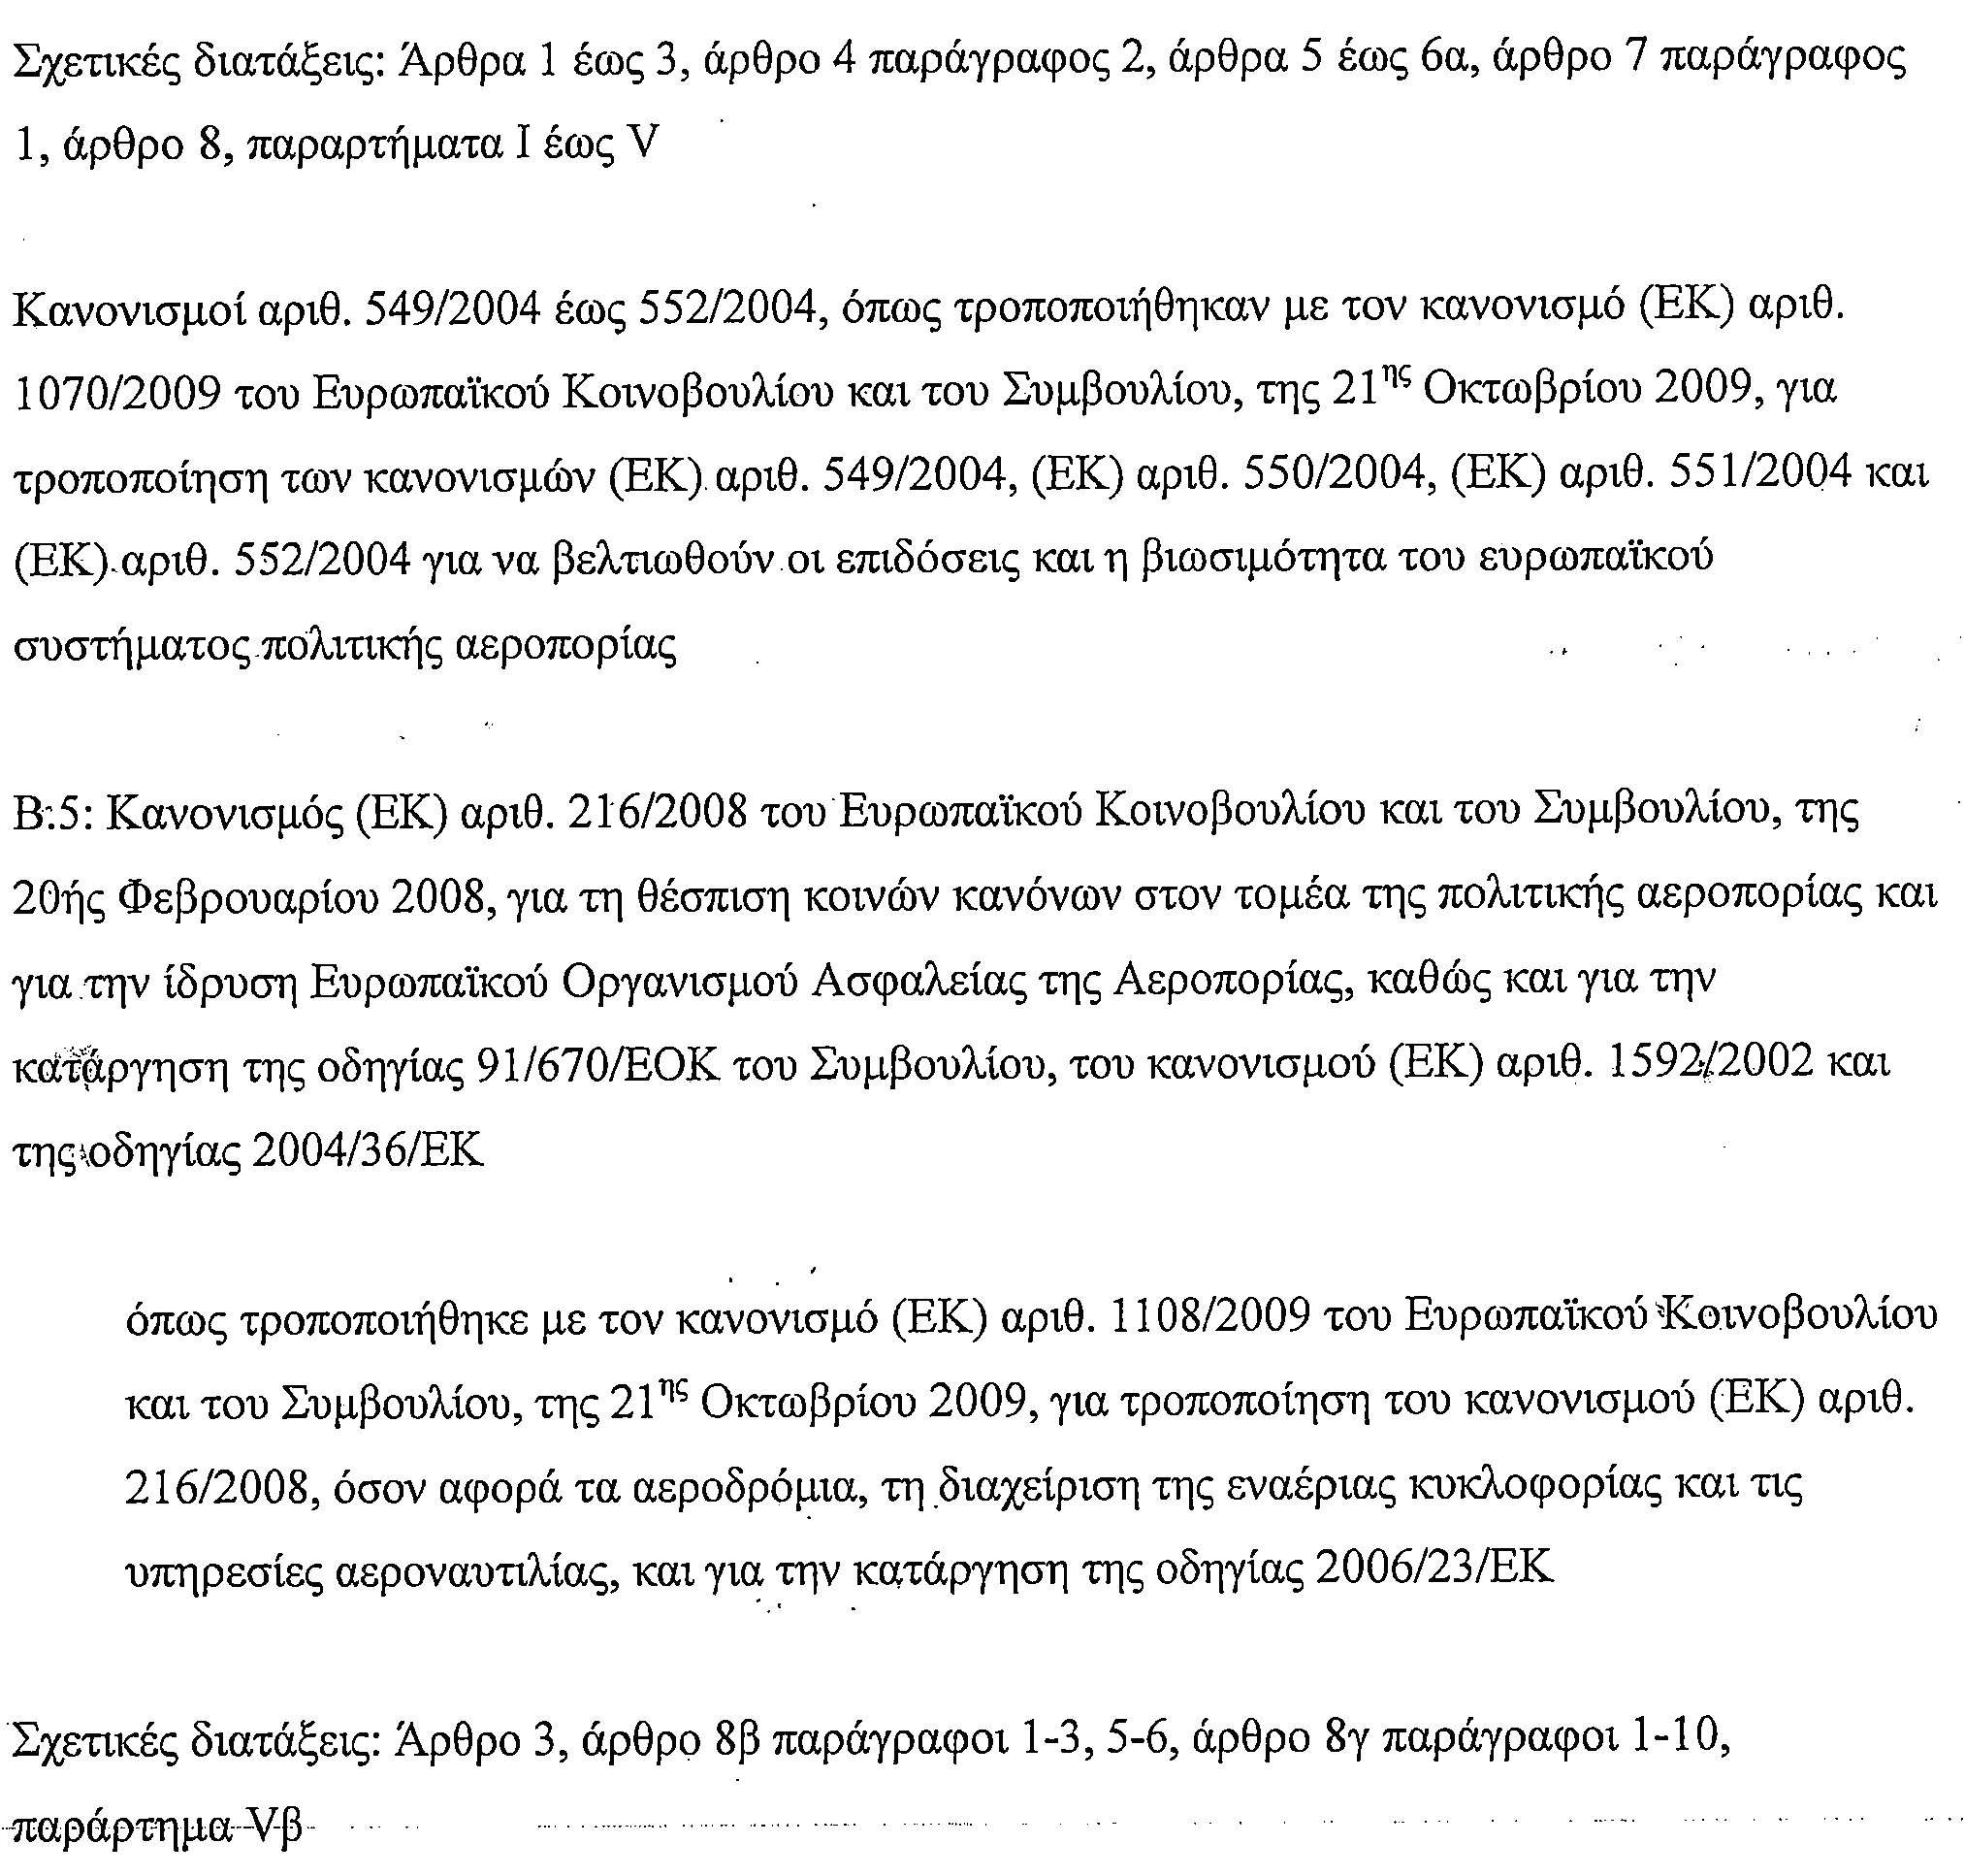 Σχετικές διατάξεις: Άρθρα 1 έως 3, άρθρο 4 παράγραφος 2, άρθρα 5 έως 6α, άρθρο 7 παράγραφος
1, άρθρο 8, παραρτήματα I έως V
Κανονισμοί αριθ. 549/2004 έως 552/2004, όπως τροποποιήθηκαν με τον κανονισμό (ΕΚ) αριθ.
1070/2009 του Ευρωπαϊκού Κοινοβουλίου και του Συμβουλίου, της 21ης Οκτωβρίου 2009, για
τροποποίηση των κανονισμών (ΕΚ) αριθ. 549/2004, (ΕΚ) αριθ. 550/2004, (ΕΚ) αριθ. 551/2004 και
(ΕΚ) αριθ. 552/2004 για να βελτιωθούν οι επιδόσεις και η βιωσιμότητα του ευρωπαϊκού
συστήματος πολιτικής αεροπορίας
Β:5: Κανονισμός (ΕΚ) αριθ. 216/2008 του Ευρωπαϊκού Κοινοβουλίου και του Συμβουλίου, της
20ής Φεβρουαρίου 2008, για τη θέσπιση κοινών κανόνων στον τομέα της πολιτικής αεροπορίας και
για την ίδρυση Ευρωπαϊκού Οργανισμού Ασφαλείας της Αεροπορίας, καθώς και για την
κατάργηση της οδηγίας 91/670/ΕΟΚ του Συμβουλίου, του κανονισμού (ΕΚ) αριθ. 1592/2002 και
της οδηγίας 2004/36/ΕΚ
όπως τροποποιήθηκε με τον κανονισμό (ΕΚ) αριθ. 1108/2009 του Ευρωπαϊκού Κοινοβουλίου
και του Συμβουλίου, της 21ης Οκτωβρίου 2009, για τροποποίηση του κανονισμού (ΕΚ) αριθ.
216/2008, όσον αφορά τα αεροδρόμια, τη διαχείριση της εναέριας κυκλοφορίας και τις
υπηρεσίες αεροναυτιλίας, και για την κατάργηση της οδηγίας 2006/23/ΕΚ
Σχετικές διατάξεις: Άρθρο 3, άρθρο 8β παράγραφοι 1-3, 5-6, άρθρο 8γ παράγραφοι 1-10,
παράρτημα Vβ